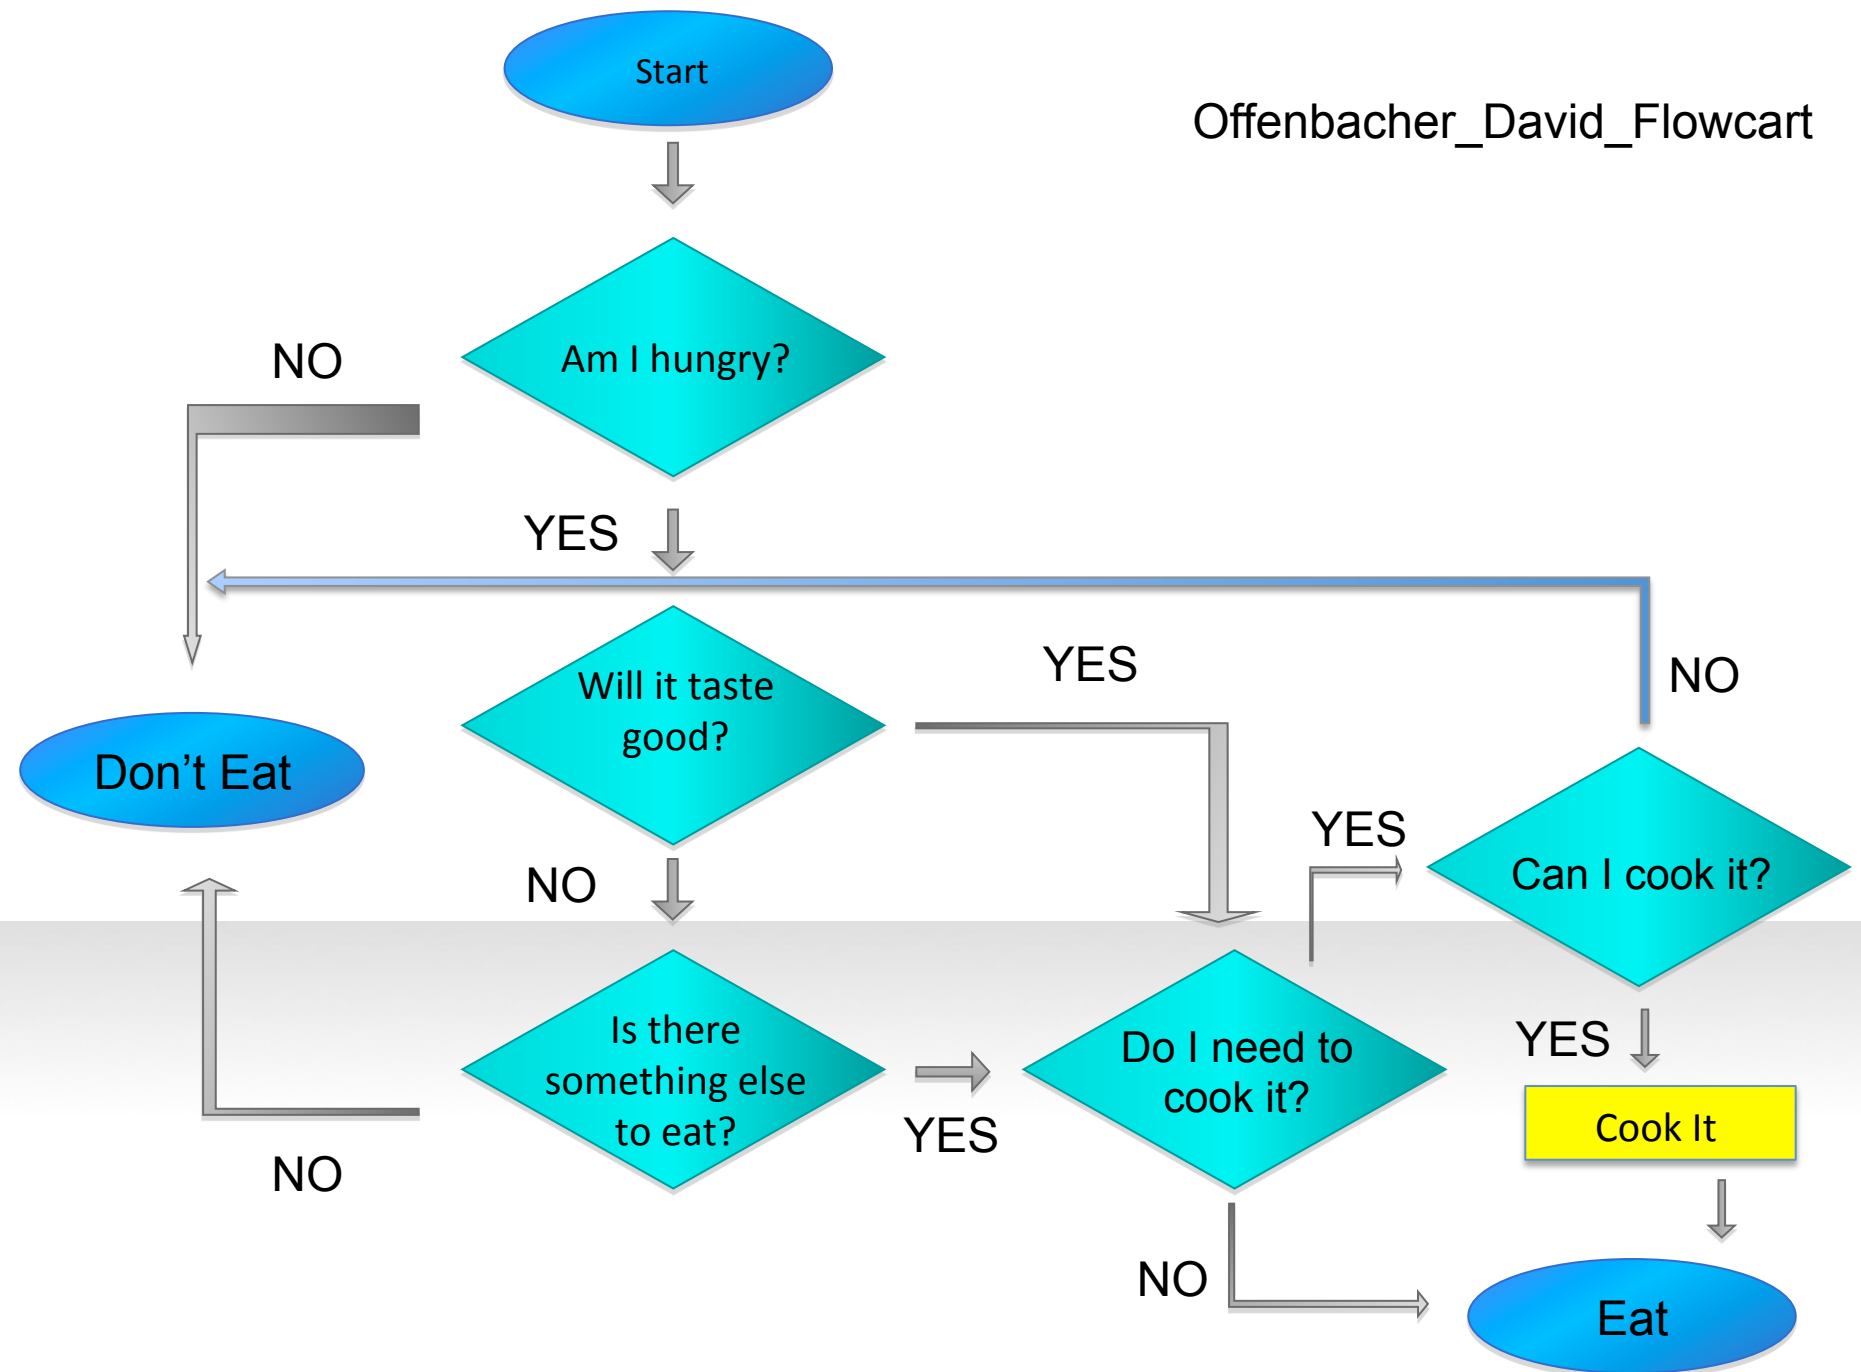 Start
Offenbacher_David_Flowcart
Am I hungry?
NO
YES
Will it taste
good?
YES
NO
Don't Eat
YES
Can I cook it?
NO
Is there
something else
to eat?
Do I need to
cook it?
YES
YES
Cook It
NO
NO
Eat